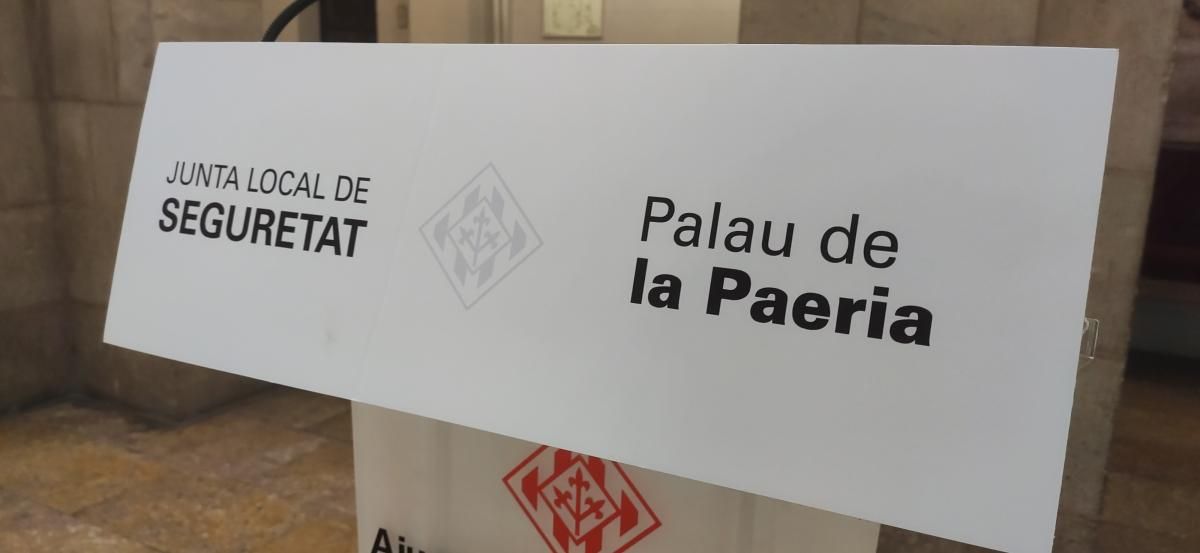 JUNTA LOCAL DE
SEGURETAT
Palau de
la Paeria